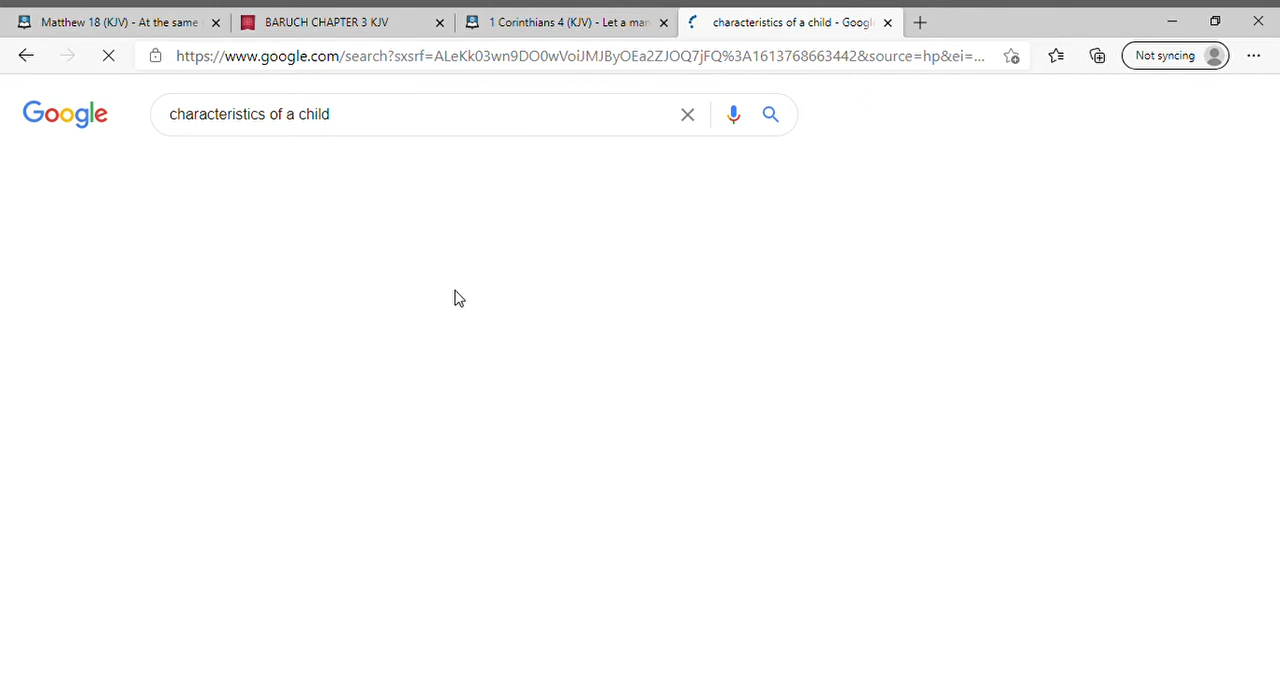 Matthew 18 (KJV) - At the same
BARUCH CHAPTER 3 KJV
1 Corinthians 4 (KJV) - Let a man
characteristics of a child - Google
https://www.google.com/search?sxsrf=ALeKk03wn9DO0wVoiJMJByOEa2ZJOQ7jFQ%3A1613768663442&source=hp&ei=...
Not syncing
Google
characteristics of a child